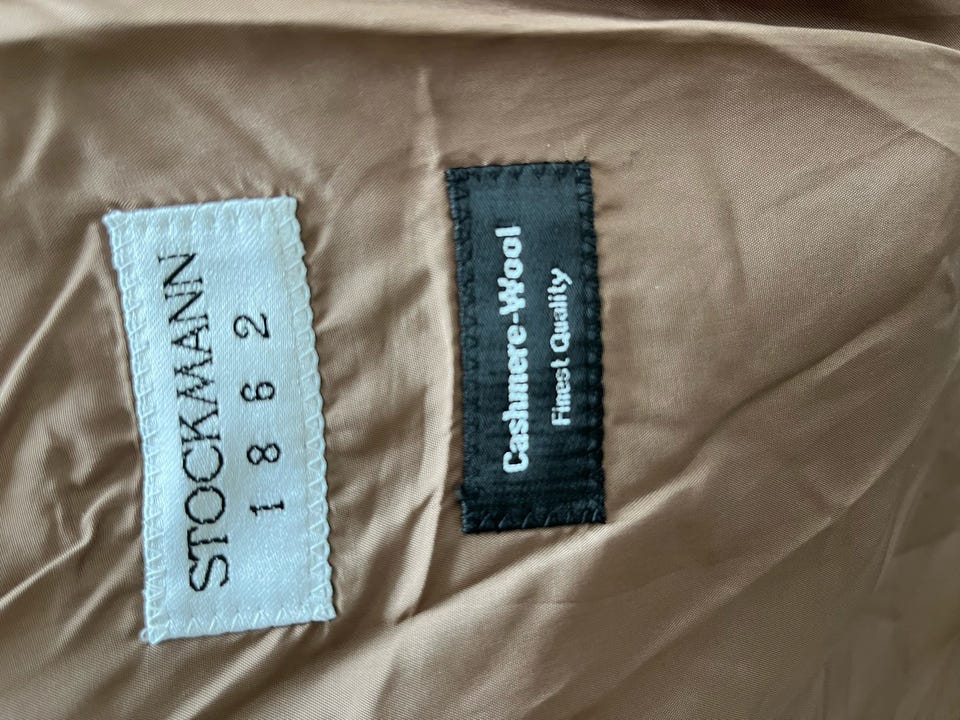 STOCKMANN
1862
Cashmere-Wool
Finest Quality